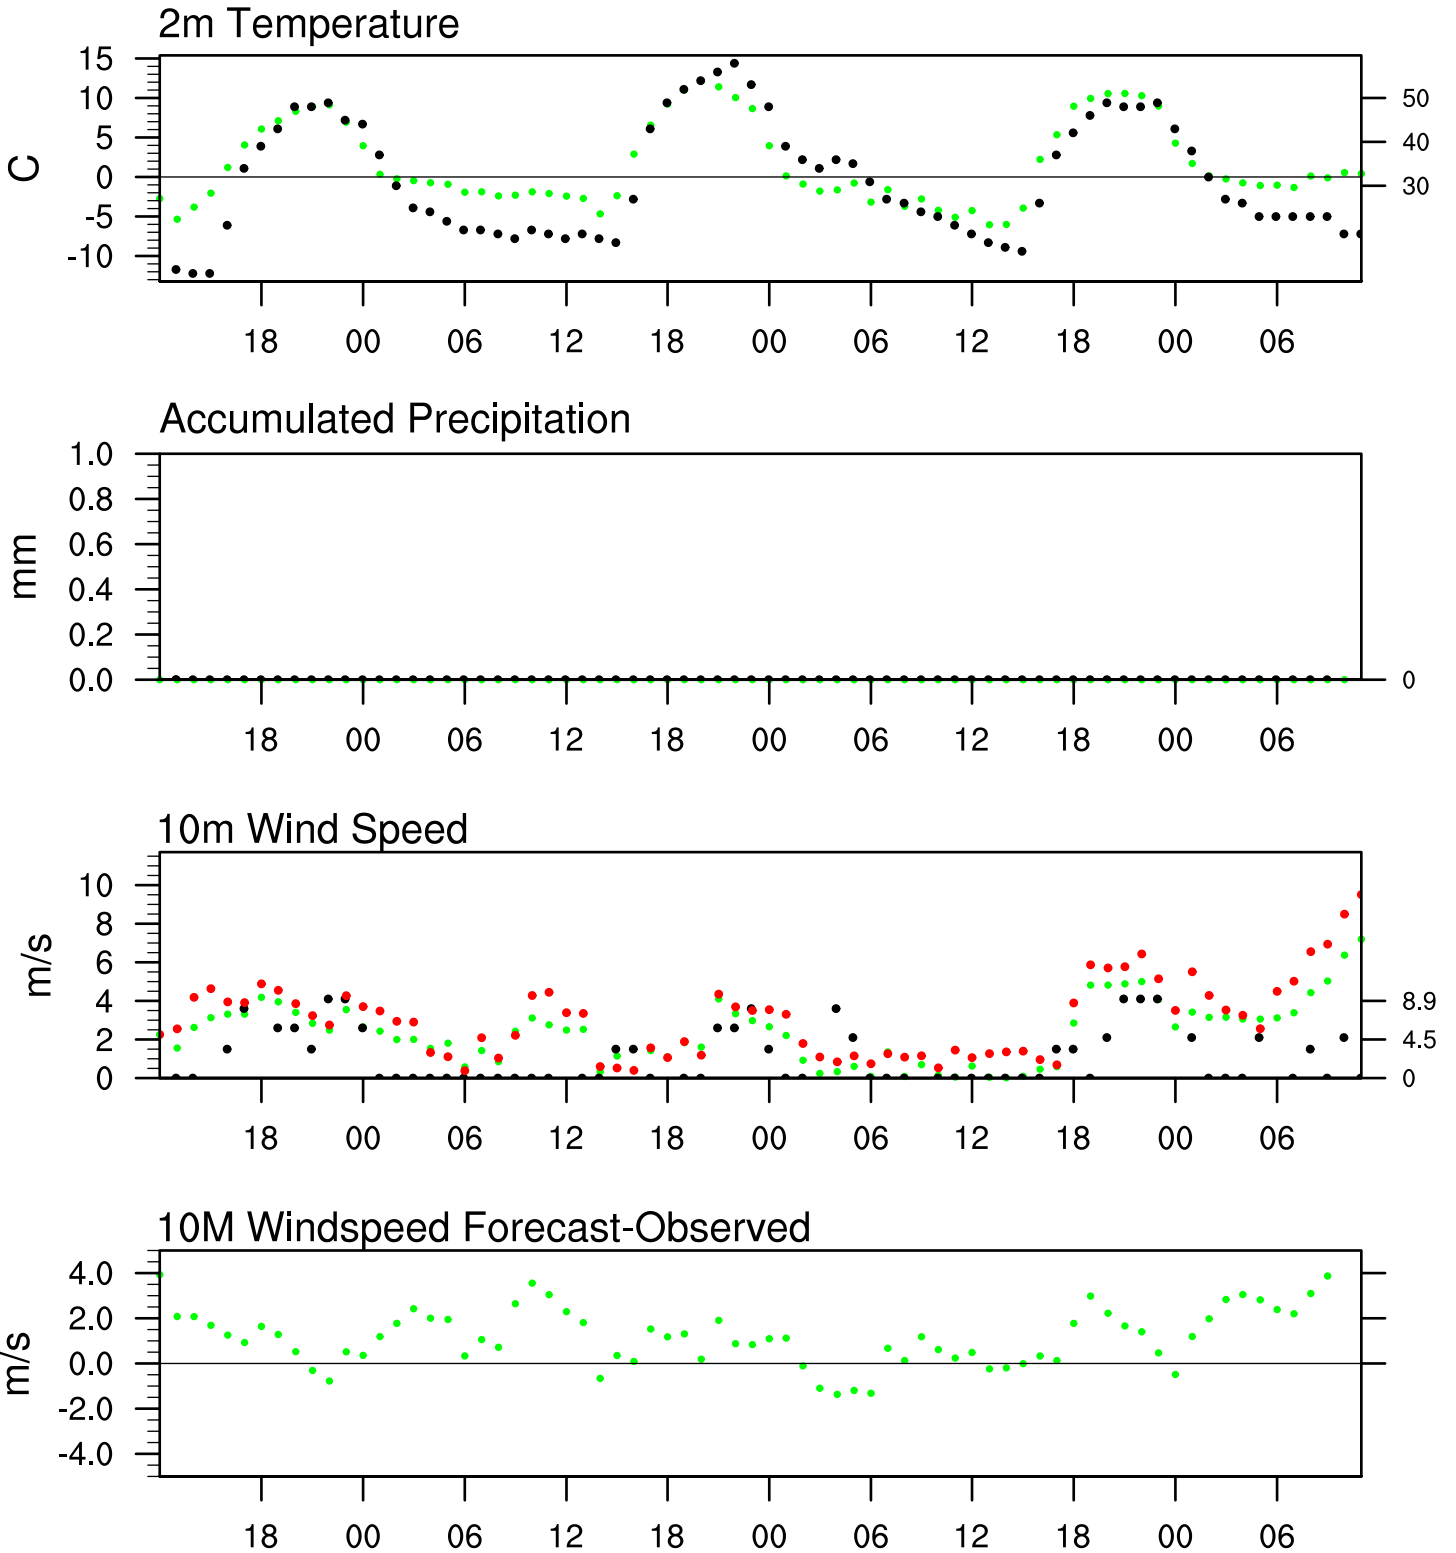 2m Temperature
15
10
5
0
-5
-10
C
50
40
30
18 00 06 12 18 00 06 12 18 00 06
Accumulated Precipitation
1.0
0.8
0.6
0.4
0.2
0.0
mm
0
18 00 06 12 18 00 06 12 18 00 06
10m Wind Speed
10
8
6
4
2
0
m/s
8.9
4.5
0
18 00 06 12 18 00 06 12 18 00 06
10M Windspeed Forecast-Observed
4.0
2.0
0.0
-2.0
-4.0
m/s
18 00 06 12 18 00 06 12 18 00 06